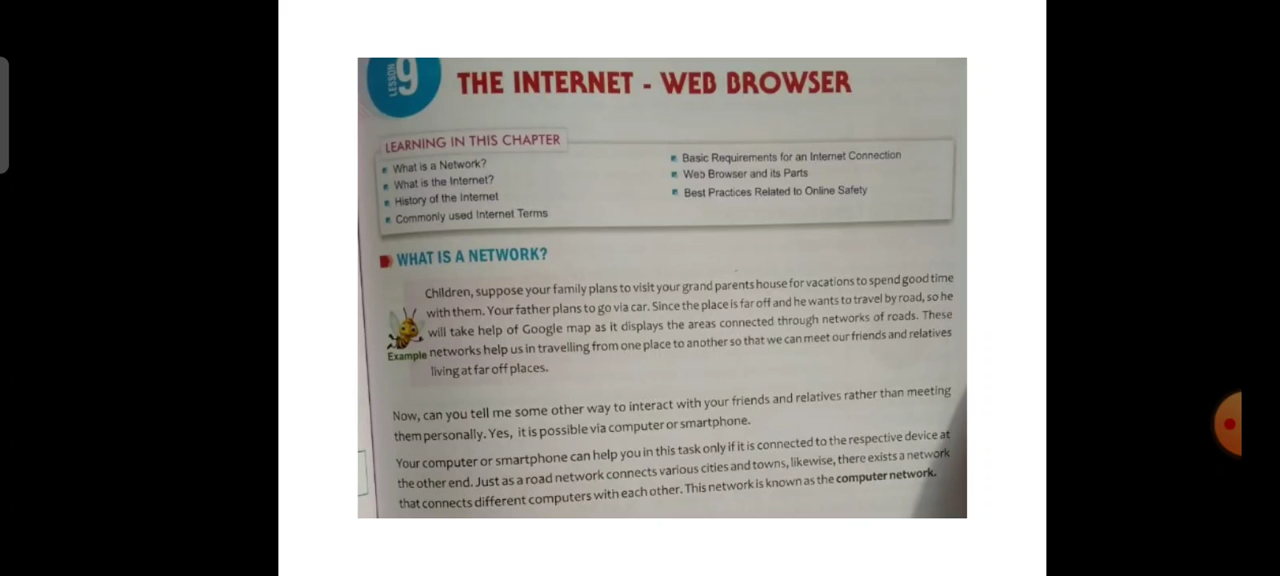 LESSON 9
THE INTERNET - WEB BROWSER
LEARNING IN THIS CHAPTER
What is a Network?
What is the Internet?
History of the Internet
Commonly used Internet Terms
Basic Requirements for an Internet Connection
Web Browser and its Parts
Best Practices Related to Online Safety
WHAT IS A NETWORK?
Children, suppose your family plans to visit your grand parents house for vacations to spend good time
with them. Your father plans to go via car. Since the place is far off and he wants to travel by road, so he
will take help of Google map as it displays the areas connected through networks of roads. These
Example
networks help us in travelling from one place to another so that we can meet our friends and relatives
living at far off places.
Now, can you tell me some other way to interact with your friends and relatives rather than meeting
them personally. Yes, it is possible via computer or smartphone.
Your computer or smartphone can help you in this task only if it is connected to the respective device at
the other end. Just as a road network connects various cities and towns, likewise, there exists a network
that connects different computers with each other. This network is known as the computer network.